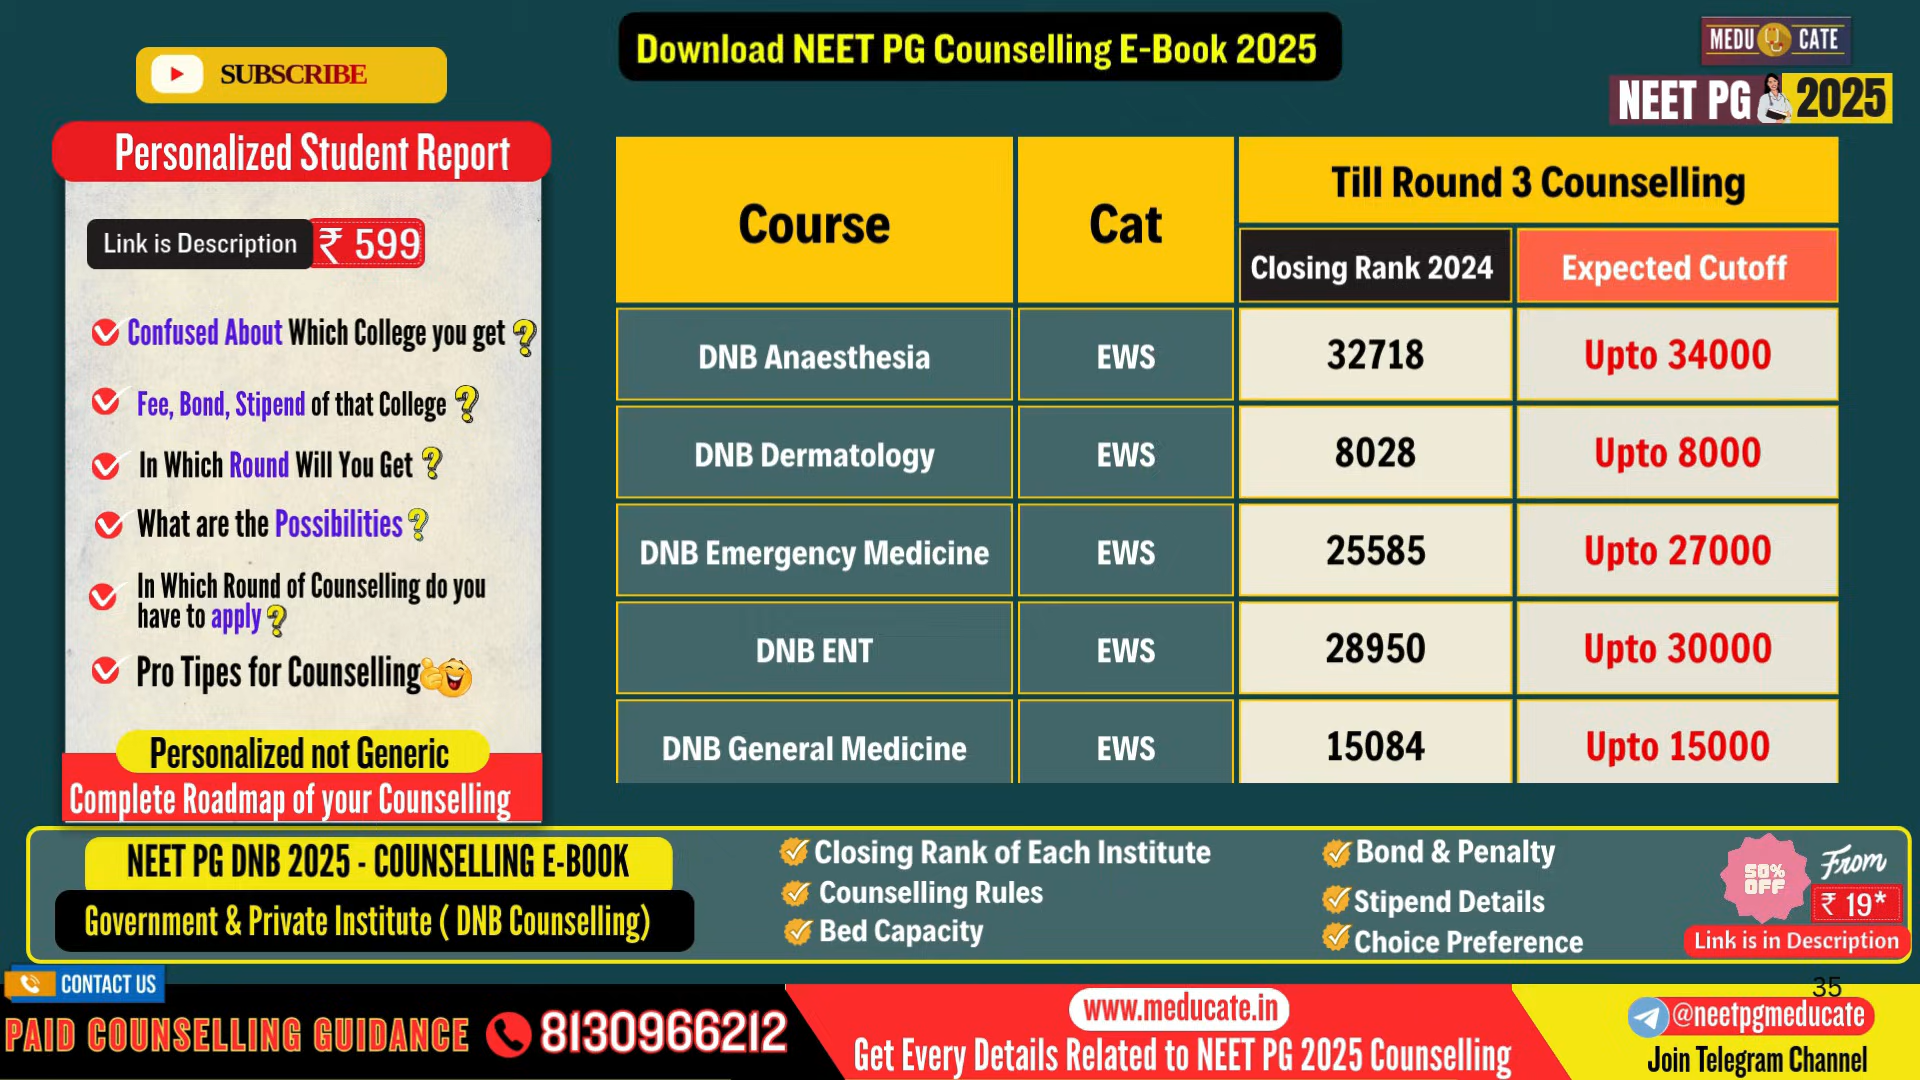 Download NEET PG Counselling E-Book 2025
MEDU CATE
NEET PG 2025
SUBSCRIBE
Personalized Student Report
Link is Description ₹ 599
Confused About Which College you get ?
Fee, Bond, Stipend of that College ?
In Which Round Will You Get ?
What are the Possibilities ?
In Which Round of Counselling do you
have to apply ?
Pro Tipes for Counselling
Personalized not Generic
Complete Roadmap of your Counselling
Course Cat Till Round 3 Counselling
Closing Rank 2024 Expected Cutoff
DNB Anaesthesia EWS 32718 Upto 34000
DNB Dermatology EWS 8028 Upto 8000
DNB Emergency Medicine EWS 25585 Upto 27000
DNB ENT EWS 28950 Upto 30000
DNB General Medicine EWS 15084 Upto 15000
NEET PG DNB 2025 - COUNSELLING E-BOOK
Government & Private Institute ( DNB Counselling)
Closing Rank of Each Institute
Counselling Rules
Bed Capacity
Bond & Penalty
Stipend Details
Choice Preference
50% OFF
From
₹ 19*
Link is in Description
CONTACT US
PAID COUNSELLING GUIDANCE 8130966212
www.meducate.in
Get Every Details Related to NEET PG 2025 Counselling
35
@neetpgmeducate
Join Telegram Channel